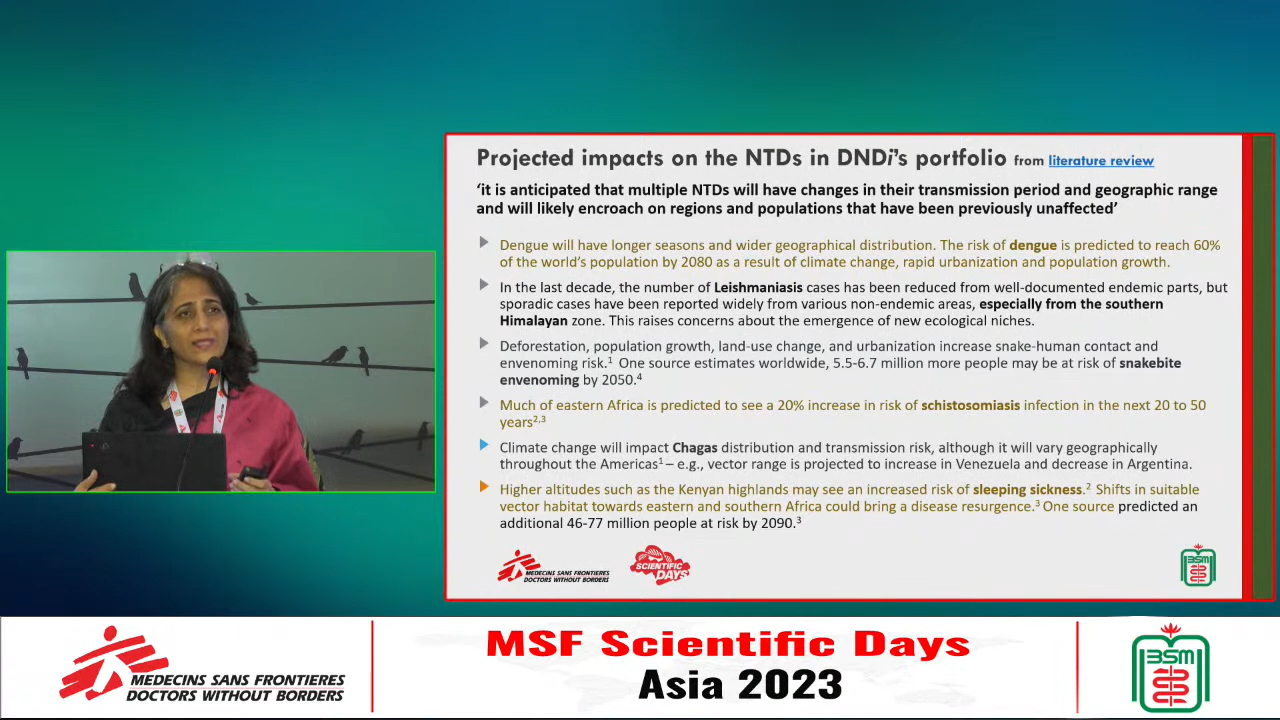 Projected impacts on the NTDs in DNDi's portfolio from literature review
'it is anticipated that multiple NTDs will have changes in their transmission period and geographic range
and will likely encroach on regions and populations that have been previously unaffected'
Dengue will have longer seasons and wider geographical distribution. The risk of dengue is predicted to reach 60%
of the world's population by 2080 as a result of climate change, rapid urbanization and population growth.
In the last decade, the number of Leishmaniasis cases has been reduced from well-documented endemic parts, but
sporadic cases have been reported widely from various non-endemic areas, especially from the southern
Himalayan zone. This raises concerns about the emergence of new ecological niches.
Deforestation, population growth, land-use change, and urbanization increase snake-human contact and
envenoming risk.¹ One source estimates worldwide, 5.5-6.7 million more people may be at risk of snakebite
envenoming by 2050.⁴
Much of eastern Africa is predicted to see a 20% increase in risk of schistosomiasis infection in the next 20 to 50
years²,³
Climate change will impact Chagas distribution and transmission risk, although it will vary geographically
throughout the Americas¹ – e.g., vector range is projected to increase in Venezuela and decrease in Argentina.
Higher altitudes such as the Kenyan highlands may see an increased risk of sleeping sickness.² Shifts in suitable
vector habitat towards eastern and southern Africa could bring a disease resurgence.³ One source predicted an
additional 46-77 million people at risk by 2090.³
MEDECINS SANS FRONTIERES
DOCTORS WITHOUT BORDERS
SCIENTIFIC
DAYS
BSM
MEDECINS SANS FRONTIERES
DOCTORS WITHOUT BORDERS
MSF Scientific Days
Asia 2023
BSM